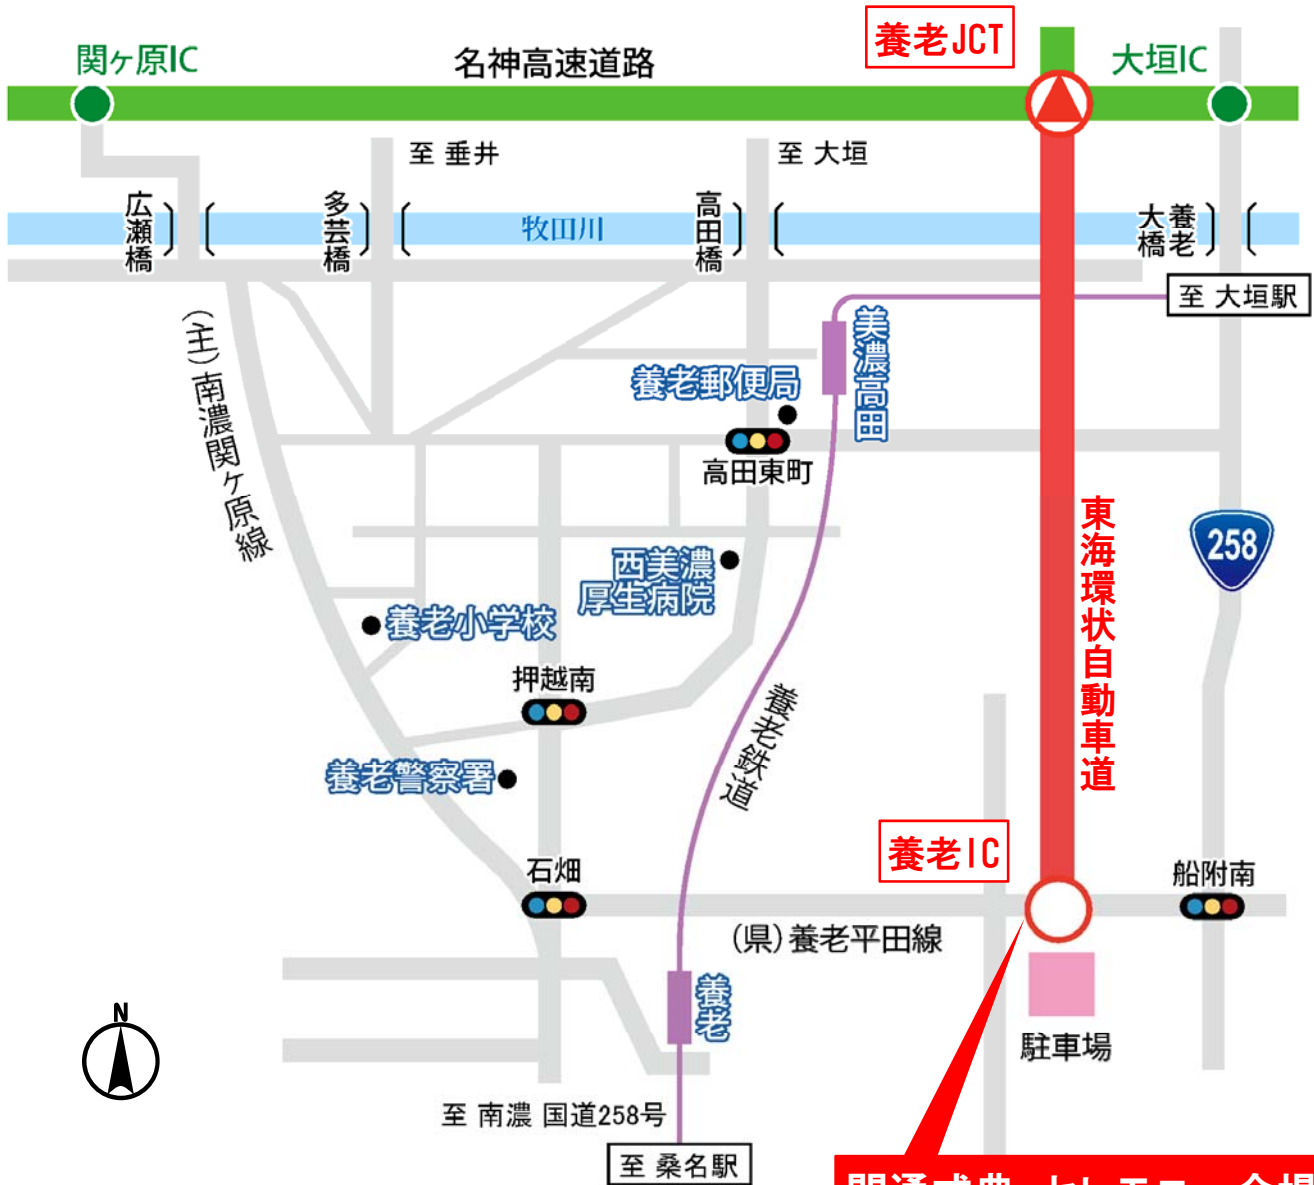 養老JCT
関ヶ原IC
名神高速道路
大垣IC
至 垂井
至 大垣
広瀬橋
多芸橋
牧田川
高田橋
養老
大橋
至 大垣駅
(主)南濃関ヶ原線
美濃高田
養老郵便局
高田東町
東海環状自動車道
258
西美濃
厚生病院
養老小学校
押越南
養老鉄道
養老警察署
養老IC
石畑
船附南
(県)養老平田線
養老
駐車場
N
至 南濃 国道258号
至 桑名駅